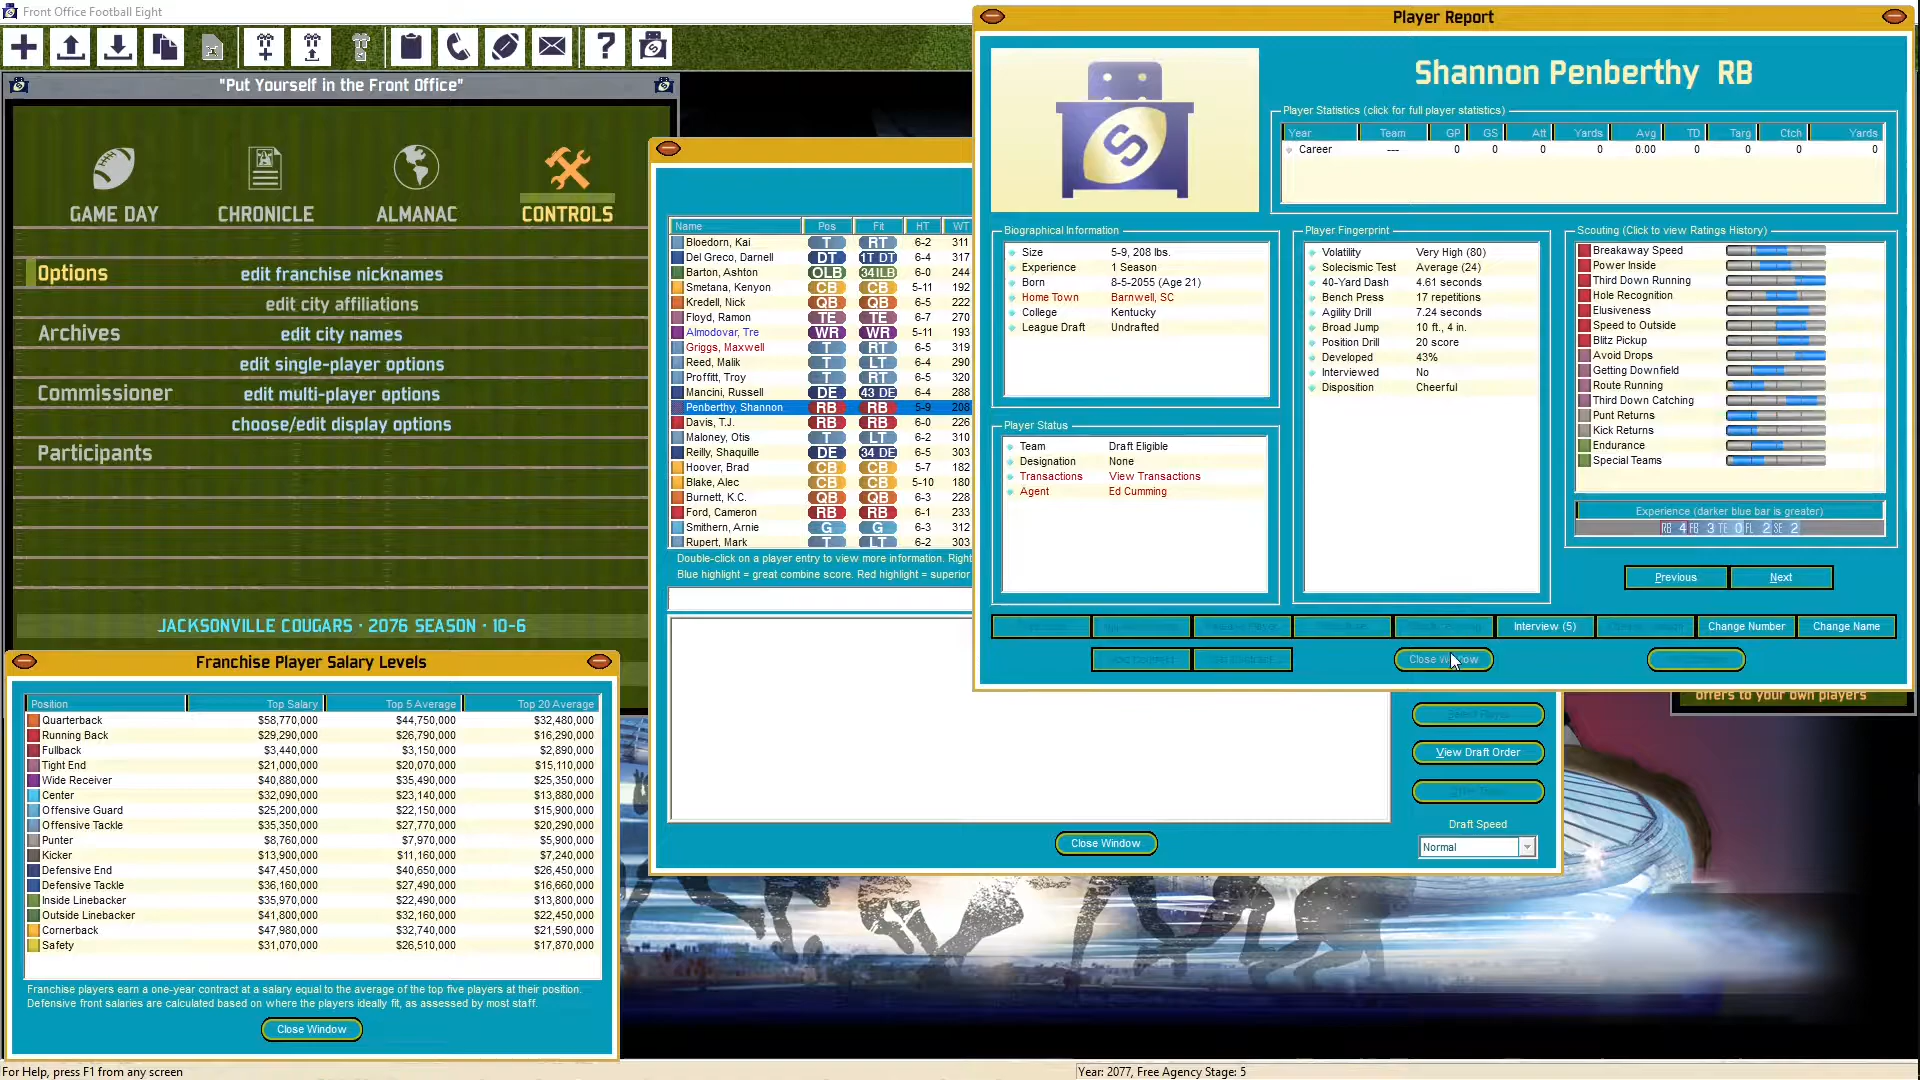 Front Office Football Eight
"Put Yourself in the Front Office"
GAME DAY
CHRONICLE
ALMANAC
CONTROLS
Options
edit franchise nicknames
edit city affiliations
Archives
edit city names
edit single-player options
Commissioner
edit multi-player options
choose/edit display options
Participants
JACKSONVILLE COUGARS · 2076 SEASON · 10-6
Franchise Player Salary Levels
Position Top Salary Top 5 Average Top 20 Average
Quarterback $58,770,000 $44,750,000 $32,480,000
Running Back $29,290,000 $26,790,000 $16,290,000
Fullback $3,440,000 $3,150,000 $2,890,000
Tight End $21,000,000 $20,070,000 $15,110,000
Wide Receiver $40,880,000 $35,490,000 $25,350,000
Center $32,090,000 $23,140,000 $13,880,000
Offensive Guard $25,200,000 $22,150,000 $15,900,000
Offensive Tackle $35,350,000 $27,770,000 $20,290,000
Punter $8,760,000 $7,970,000 $5,900,000
Kicker $13,900,000 $11,160,000 $7,240,000
Defensive End $47,450,000 $40,650,000 $26,450,000
Defensive Tackle $36,160,000 $27,490,000 $16,660,000
Inside Linebacker $35,970,000 $22,490,000 $13,800,000
Outside Linebacker $41,800,000 $32,160,000 $22,450,000
Cornerback $47,980,000 $32,740,000 $21,590,000
Safety $31,070,000 $26,510,000 $17,870,000
Franchise players earn a one-year contract at a salary equal to the average of the top five players at their position.
Defensive front salaries are calculated based on where the players ideally fit, as assessed by most staff.
Close Window
Name Pos Fit HT WT
Bloedorn, Kai T RT 6-2 311
Del Greco, Darnell DT 1T DT 6-4 317
Barton, Ashton OLB 34ILB 6-0 244
Smetana, Kenyon CB CB 5-11 192
Kredell, Nick QB QB 6-5 222
Floyd, Ramon TE TE 6-7 270
Almodovar, Tre WR WR 5-11 193
Griggs, Maxwell T RT 6-5 319
Reed, Malik T LT 6-4 290
Proffitt, Troy T RT 6-5 320
Mancini, Russell DE 43 DE 6-4 288
Penberthy, Shannon RB RB 5-9 208
Davis, T.J. RB RB 6-0 226
Maloney, Otis T LT 6-2 310
Reilly, Shaquille DE 34 DE 6-5 303
Hoover, Brad CB CB 5-7 182
Blake, Alec CB CB 5-10 180
Burnett, K.C. QB QB 6-3 228
Ford, Cameron RB RB 6-1 233
Smithern, Arnie G G 6-3 312
Rupert, Mark T LT 6-2 303
Double-click on a player entry to view more information. Right
Blue highlight = great combine score. Red highlight = superior
View Draft Order
Draft Speed
Normal
Close Window
Player Report
Shannon Penberthy RB
Player Statistics (click for full player statistics)
Year Team GP GS Att Yards Avg TD Targ Ctch Yards
Career --- 0 0 0 0 0.00 0 0 0 0
Biographical Information
Size 5-9, 208 lbs.
Experience 1 Season
Born 8-5-2055 (Age 21)
Home Town Barnwell, SC
College Kentucky
League Draft Undrafted
Player Status
Team Draft Eligible
Designation None
Transactions View Transactions
Agent Ed Cumming
Player Fingerprint
Volatility Very High (80)
Solecismic Test Average (24)
40-Yard Dash 4.61 seconds
Bench Press 17 repetitions
Agility Drill 7.24 seconds
Broad Jump 10 ft., 4 in.
Position Drill 20 score
Developed 43%
Interviewed No
Disposition Cheerful
Scouting (Click to view Ratings History)
Breakaway Speed
Power Inside
Third Down Running
Hole Recognition
Elusiveness
Speed to Outside
Blitz Pickup
Avoid Drops
Getting Downfield
Route Running
Third Down Catching
Punt Returns
Kick Returns
Endurance
Special Teams
Experience (darker blue bar is greater)
RB 4 FB 3 TE 0 FL 2 SE 2
Previous
Next
Interview (5)
Change Number
Change Name
Close Window
offers to your own players
For Help, press F1 from any screen
Year: 2077, Free Agency Stage: 5